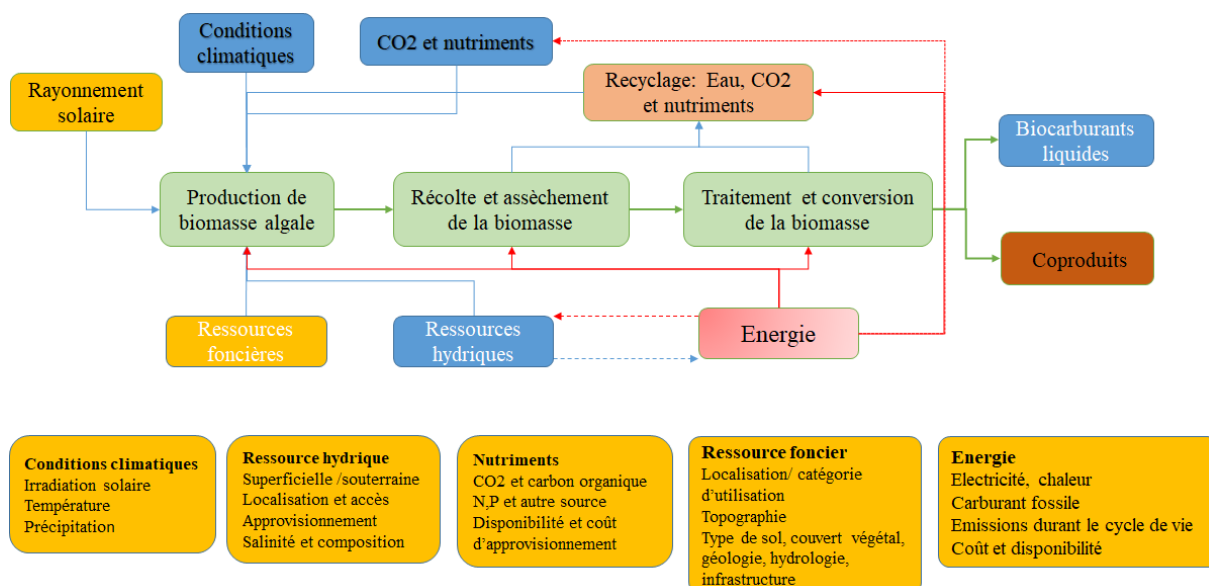 Conditions
climatiques
CO2 et nutriments
Rayonnement
solaire
Recyclage: Eau, CO2
et nutriments
Biocarburants
liquides
Production de
biomasse algale
Récolte et assèchement
de la biomasse
Traitement et conversion
de la biomasse
Coproduits
Ressources
foncières
Ressources
hydriques
Energie
Conditions climatiques
Irradiation solaire
Température
Précipitation
Ressource hydrique
Superficielle /souterraine
Localisation et accès
Approvisionnement
Salinité et composition
Nutriments
CO2 et carbon organique
N,P et autre source
Disponibilité et coût
d'approvisionnement
Ressource foncier
Localisation/ catégorie
d'utilisation
Topographie
Type de sol, couvert végétal,
géologie, hydrologie,
infrastructure
Energie
Electricité, chaleur
Carburant fossile
Emissions durant le cycle de vie
Coût et disponibilité